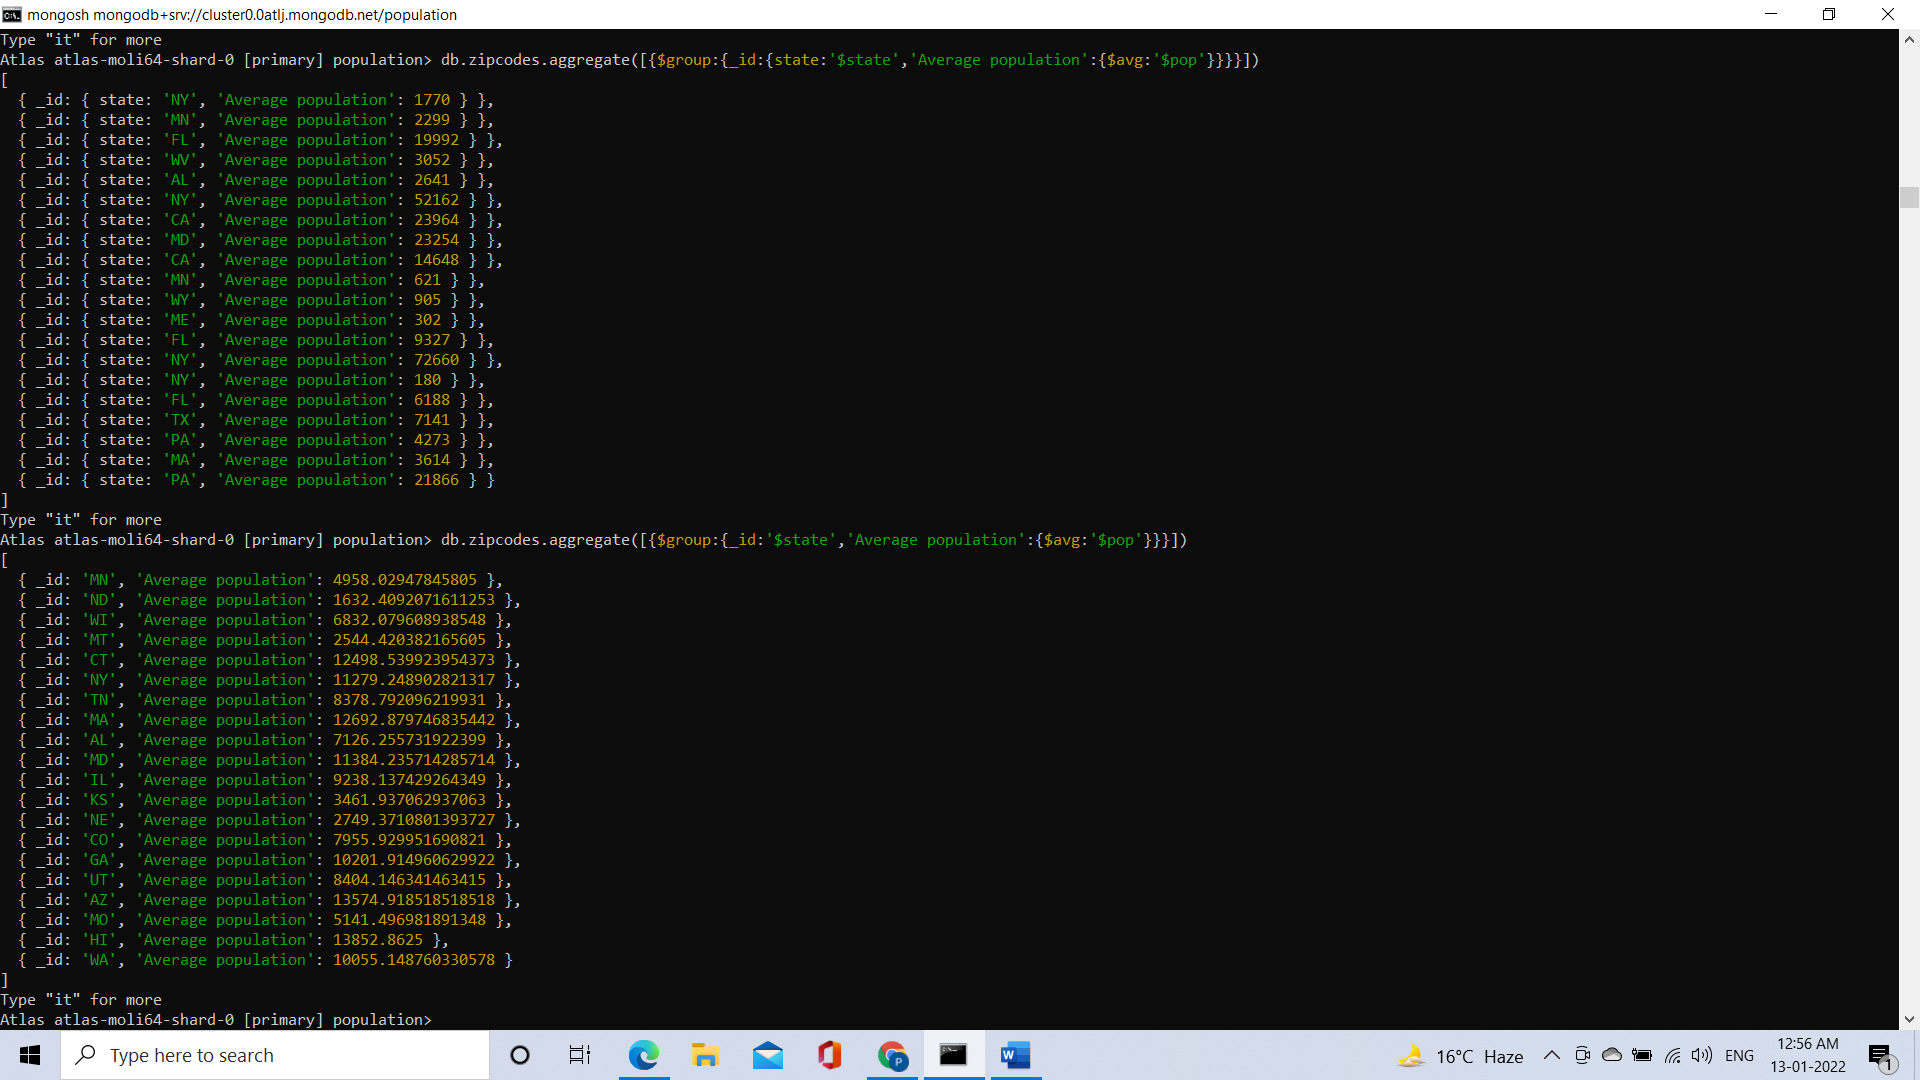 mongosh mongodb+srv://cluster0.0atlj.mongodb.net/population
Type "it" for more
Atlas atlas-moli64-shard-0 [primary] population> db.zipcodes.aggregate([{$group:{_id:{state:'$state','Average population':{$avg:'$pop'}}}}])
[
  { _id: { state: 'NY', 'Average population': 1770 } },
  { _id: { state: 'MN', 'Average population': 2299 } },
  { _id: { state: 'FL', 'Average population': 19992 } },
  { _id: { state: 'WV', 'Average population': 3052 } },
  { _id: { state: 'AL', 'Average population': 2641 } },
  { _id: { state: 'NY', 'Average population': 52162 } },
  { _id: { state: 'CA', 'Average population': 23964 } },
  { _id: { state: 'MD', 'Average population': 23254 } },
  { _id: { state: 'CA', 'Average population': 14648 } },
  { _id: { state: 'MN', 'Average population': 621 } },
  { _id: { state: 'WY', 'Average population': 905 } },
  { _id: { state: 'ME', 'Average population': 302 } },
  { _id: { state: 'FL', 'Average population': 9327 } },
  { _id: { state: 'NY', 'Average population': 72660 } },
  { _id: { state: 'NY', 'Average population': 180 } },
  { _id: { state: 'FL', 'Average population': 6188 } },
  { _id: { state: 'TX', 'Average population': 7141 } },
  { _id: { state: 'PA', 'Average population': 4273 } },
  { _id: { state: 'MA', 'Average population': 3614 } },
  { _id: { state: 'PA', 'Average population': 21866 } }
]
Type "it" for more
Atlas atlas-moli64-shard-0 [primary] population> db.zipcodes.aggregate([{$group:{_id:'$state','Average population':{$avg:'$pop'}}}])
[
  { _id: 'MN', 'Average population': 4958.02947845805 },
  { _id: 'ND', 'Average population': 1632.4092071611253 },
  { _id: 'WI', 'Average population': 6832.079608938548 },
  { _id: 'MT', 'Average population': 2544.420382165605 },
  { _id: 'CT', 'Average population': 12498.539923954373 },
  { _id: 'NY', 'Average population': 11279.248902821317 },
  { _id: 'TN', 'Average population': 8378.792096219931 },
  { _id: 'MA', 'Average population': 12692.879746835442 },
  { _id: 'AL', 'Average population': 7126.255731922399 },
  { _id: 'MD', 'Average population': 11384.235714285714 },
  { _id: 'IL', 'Average population': 9238.137429264349 },
  { _id: 'KS', 'Average population': 3461.937062937063 },
  { _id: 'NE', 'Average population': 2749.3710801393727 },
  { _id: 'CO', 'Average population': 7955.929951690821 },
  { _id: 'GA', 'Average population': 10201.914960629922 },
  { _id: 'UT', 'Average population': 8404.146341463415 },
  { _id: 'AZ', 'Average population': 13574.918518518518 },
  { _id: 'MO', 'Average population': 5141.496981891348 },
  { _id: 'HI', 'Average population': 13852.8625 },
  { _id: 'WA', 'Average population': 10055.148760330578 }
]
Type "it" for more
Atlas atlas-moli64-shard-0 [primary] population>
Type here to search
16°C Haze
ENG
12:56 AM
13-01-2022
1